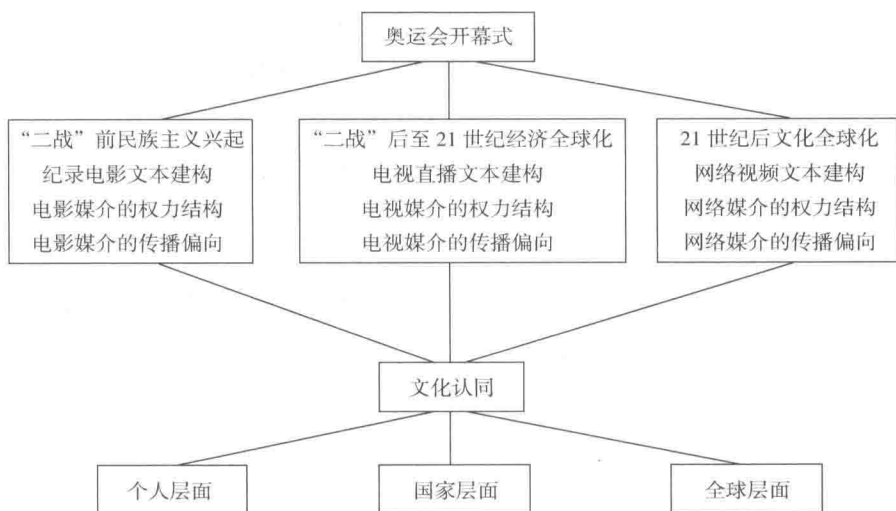 奥运会开幕式
“二战”前民族主义兴起
纪录电影文本建构
电影媒介的权力结构
电影媒介的传播偏向
“二战”后至21世纪经济全球化
电视直播文本建构
电视媒介的权力结构
电视媒介的传播偏向
21世纪后文化全球化
网络视频文本建构
网络媒介的权力结构
网络媒介的传播偏向
文化认同
个人层面
国家层面
全球层面